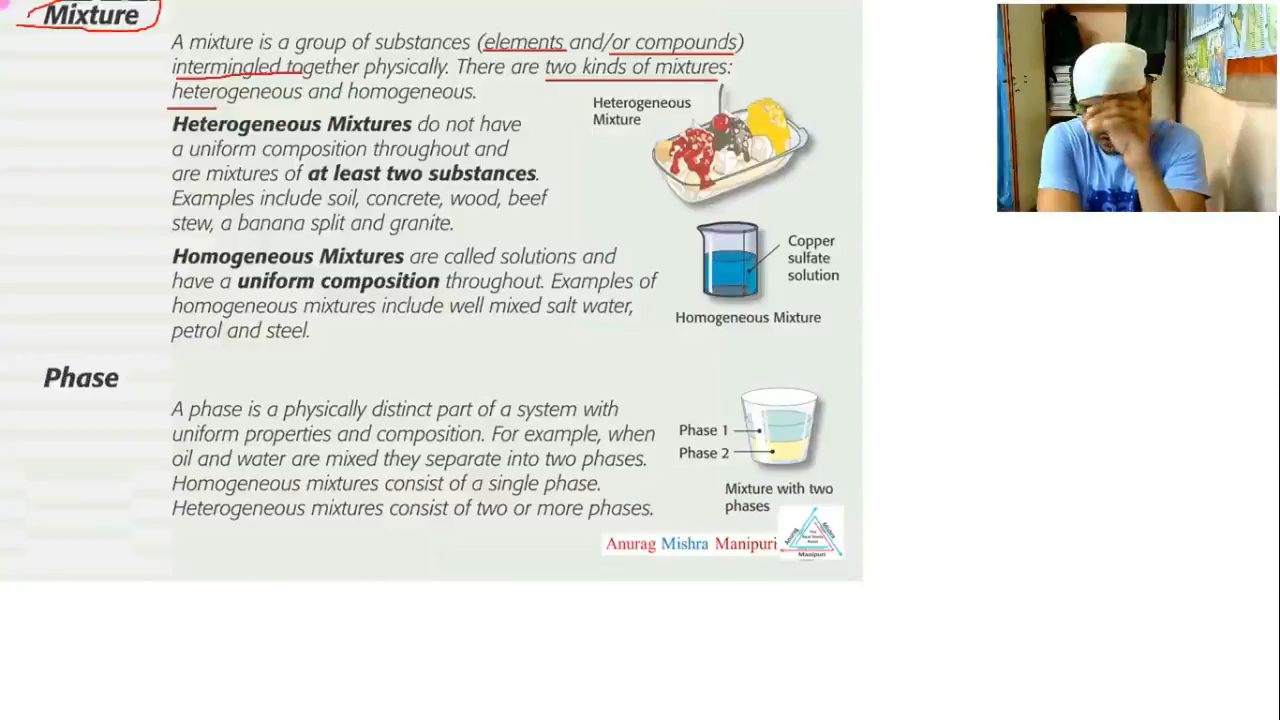 Mixture
A mixture is a group of substances (elements and/or compounds)
intermingled together physically. There are two kinds of mixtures:
heterogeneous and homogeneous.
Heterogeneous
Mixture
Heterogeneous Mixtures do not have
a uniform composition throughout and
are mixtures of at least two substances.
Examples include soil, concrete, wood, beef
stew, a banana split and granite.
Homogeneous Mixtures are called solutions and
have a uniform composition throughout. Examples of
homogeneous mixtures include well mixed salt water,
petrol and steel.
Copper
sulfate
solution
Homogeneous Mixture
Phase
A phase is a physically distinct part of a system with
uniform properties and composition. For example, when
oil and water are mixed they separate into two phases.
Homogeneous mixtures consist of a single phase.
Heterogeneous mixtures consist of two or more phases.
Phase 1
Phase 2
Mixture with two
phases
Anurag Mishra Manipuri
Anurag
Mishra
Manipuri